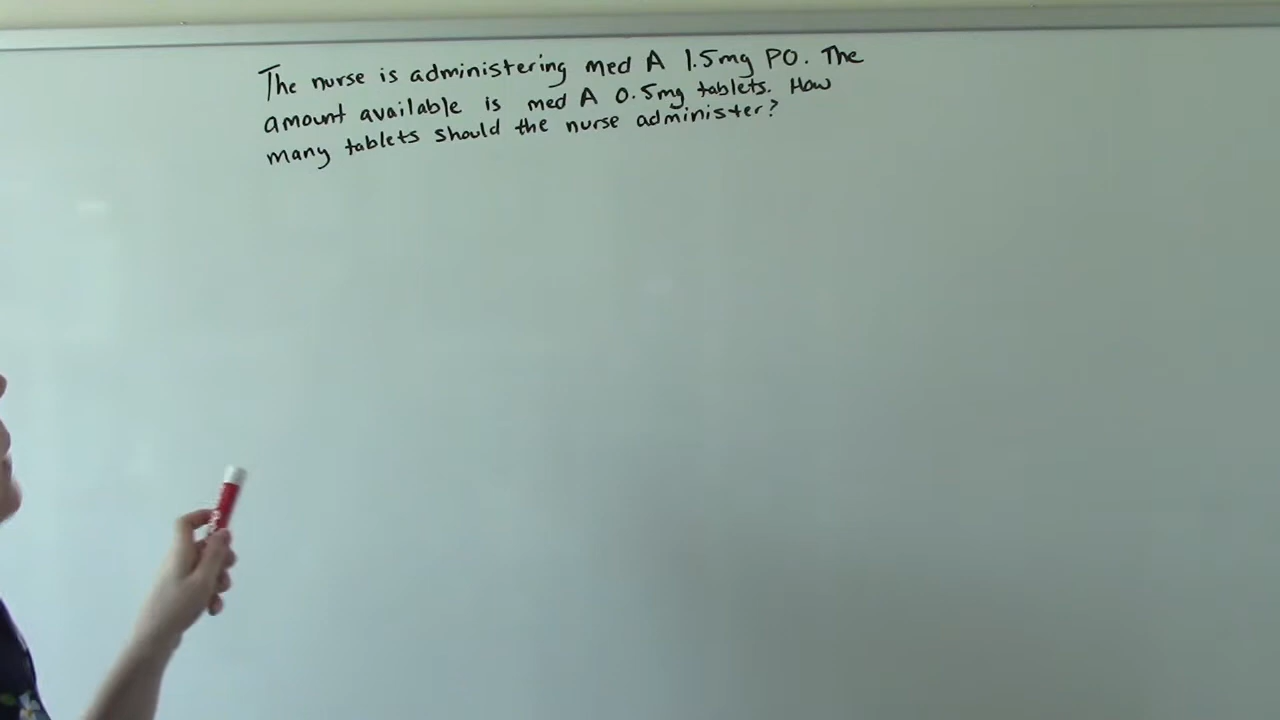 The nurse is administering med A 1.5mg PO. The
amount available is med A 0.5mg tablets. How
many tablets should the nurse administer?